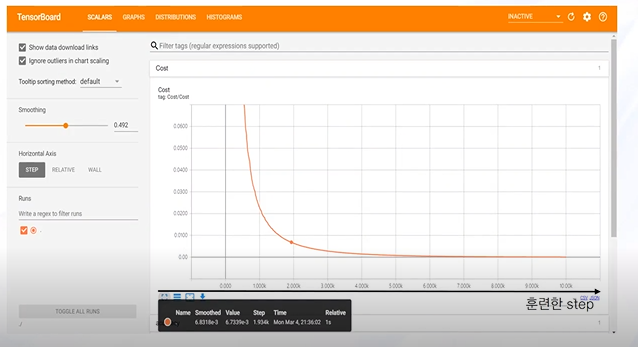 TensorBoard SCALARS GRAPHS DISTRIBUTIONS HISTOGRAMS INACTIVE
Show data download links
Ignore outliers in chart scaling
Tooltip sorting method: default
Smoothing
0.492
Horizontal Axis
STEP RELATIVE WALL
Runs
Write a regex to filter runs
.
TOGGLE ALL RUNS
/
Filter tags (regular expressions supported)
Cost 1
Cost
tag: Cost/Cost
0.0600
0.0500
0.0400
0.0300
0.0200
0.0100
0.00
0.000 1.000k 2.000k 3.000k 4.000k 5.000k 6.000k 7.000k 8.000k 9.000k 10.00k
CSV JSON
훈련한 step
Name Smoothed Value Step Time Relative
. 6.8318e-3 6.7339e-3 1.934k Mon Mar 4, 21:36:02 1s
1